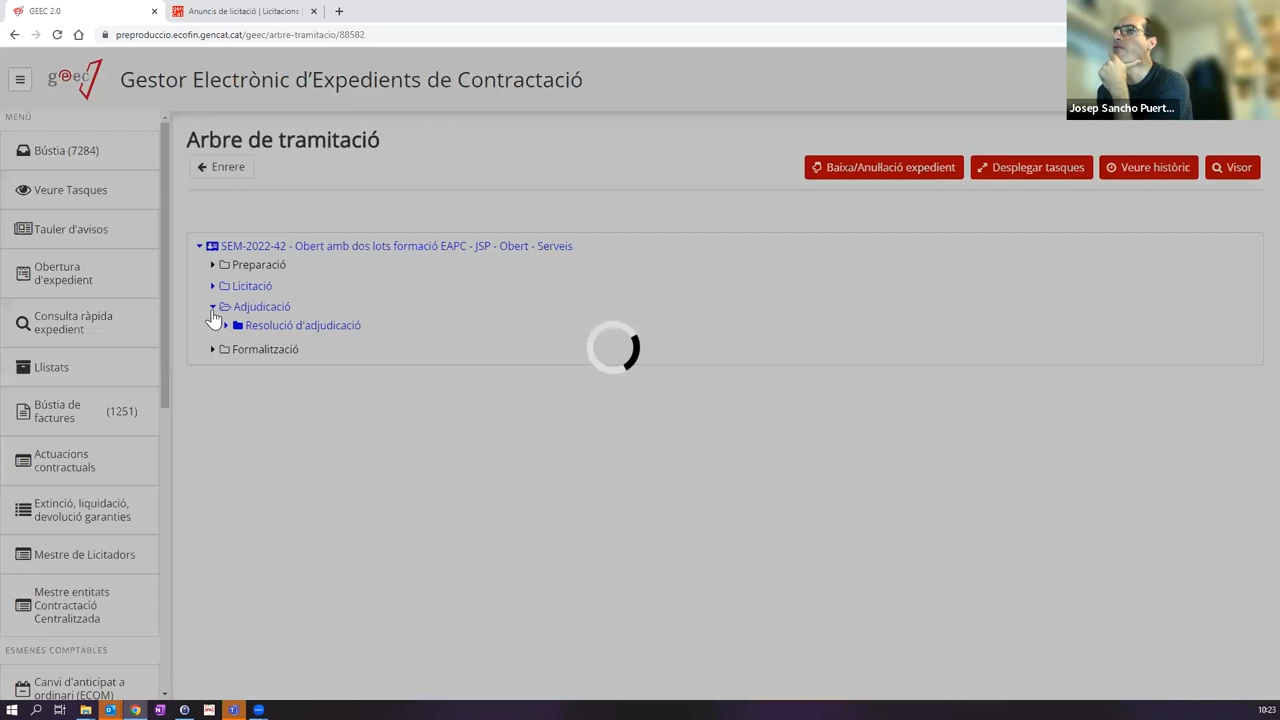 GEEC 2.0
Anuncis de licitació | Licitacions
preproduccio.ecofin.gencat.cat/geec/arbre-tramitacio/88582
geec
Gestor Electrònic d'Expedients de Contractació
Josep Sancho Puert...
MENÚ
Bústia (7284)
Veure Tasques
Tauler d'avisos
Obertura
d'expedient
Consulta ràpida
expedient
Llistats
Bústia de
factures
(1251)
Actuacions
contractuals
Extinció, liquidació,
devolució garanties
Mestre de Licitadors
Mestre entitats
Contractació
Centralitzada
ESMENES COMPTABLES
Canvi d'anticipat a
ordinari (ECOM)
Arbre de tramitació
Enrere
Baixa/Anul·lació expedient
Desplegar tasques
Veure històric
Visor
SEM-2022-42 - Obert amb dos lots formació EAPC - JSP - Obert - Serveis
Preparació
Licitació
Adjudicació
Resolució d'adjudicació
Formalització
10:23